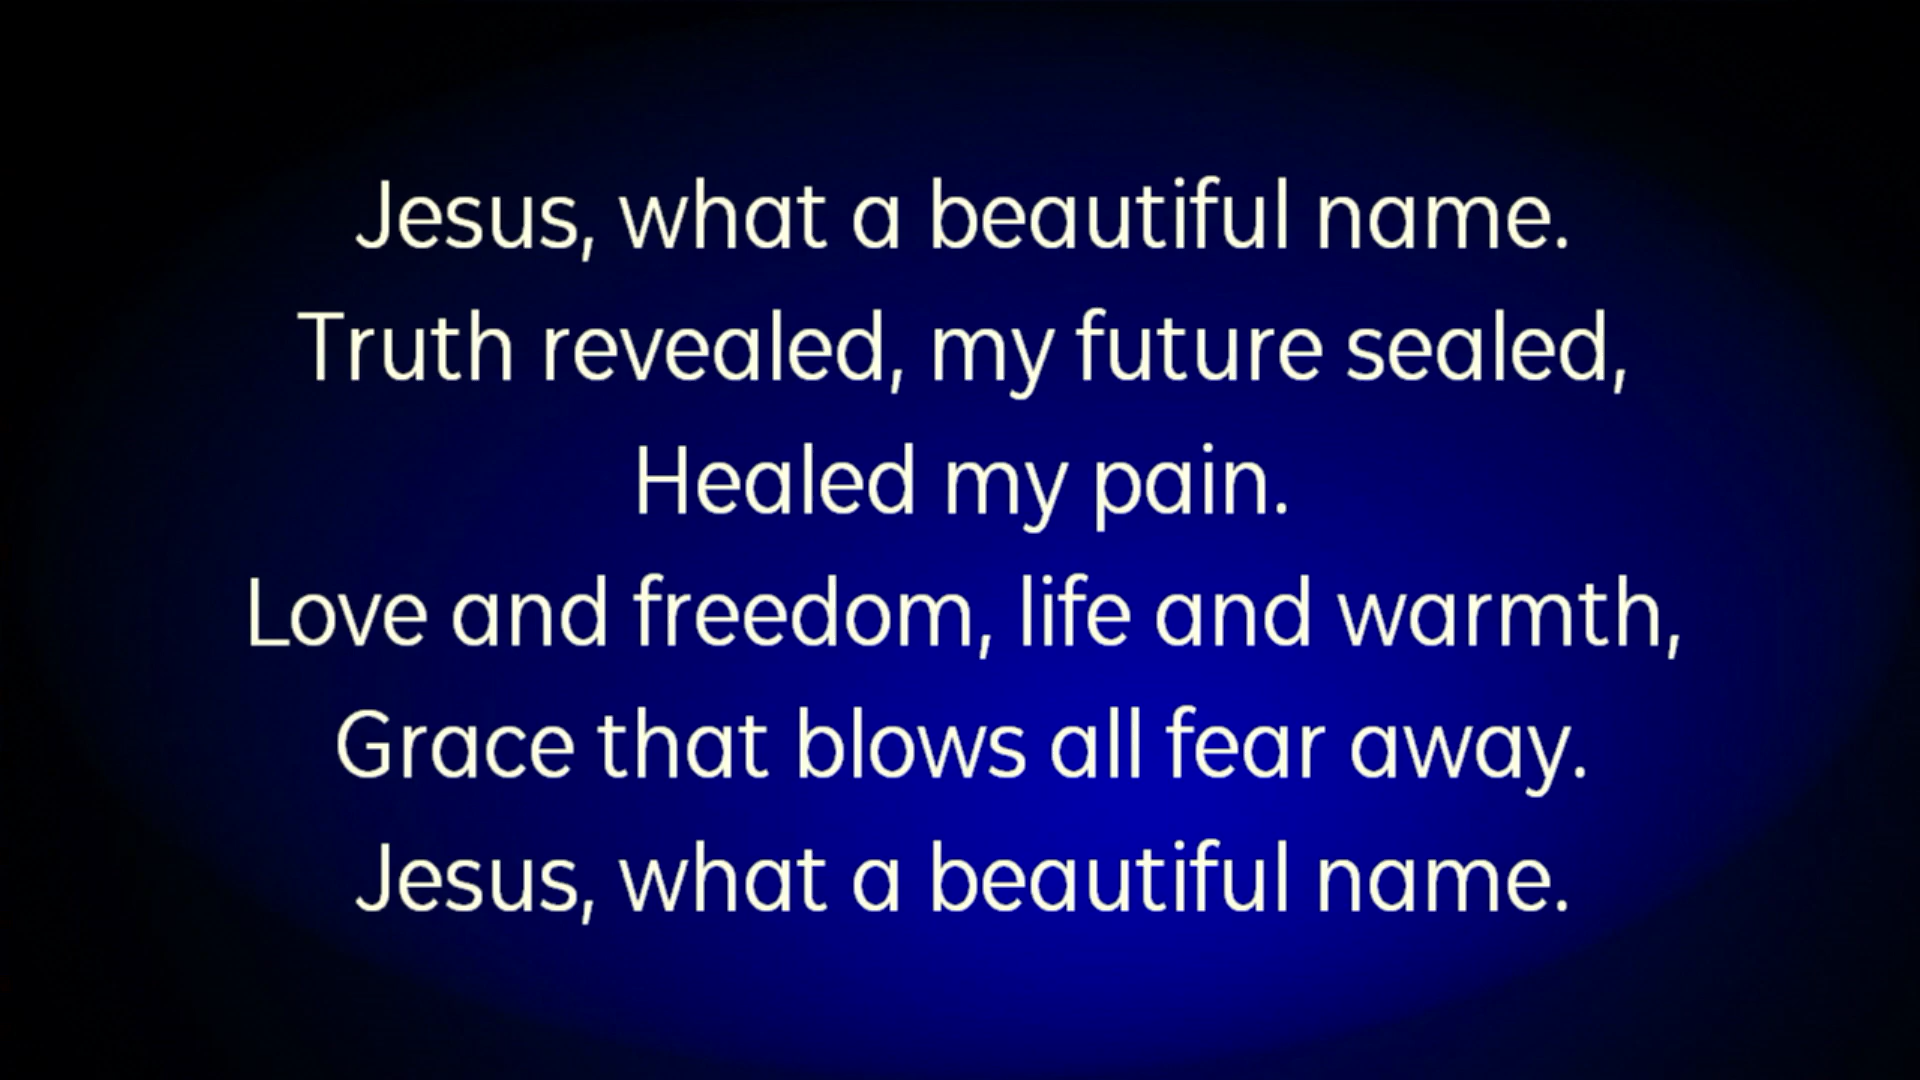 Jesus, what a beautiful name.
Truth revealed, my future sealed,
Healed my pain.
Love and freedom, life and warmth,
Grace that blows all fear away.
Jesus, what a beautiful name.